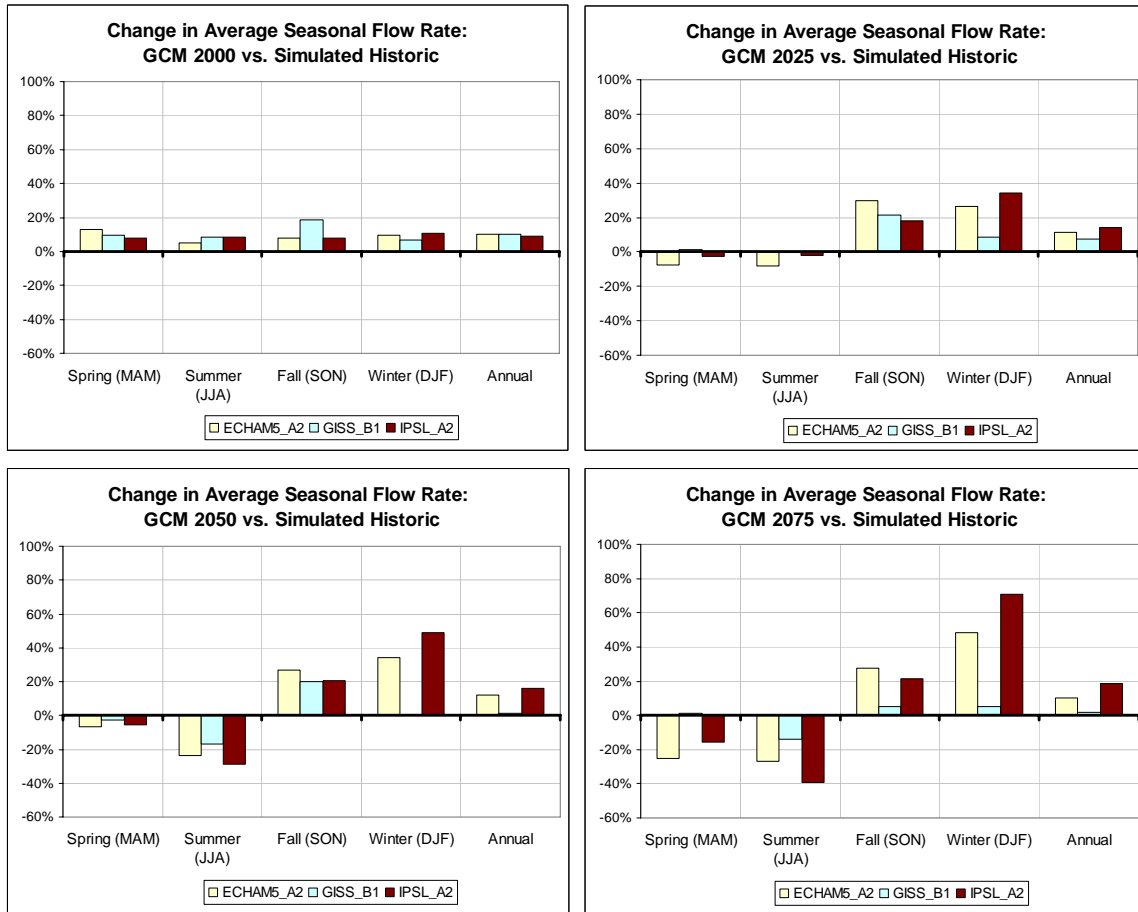 Change in Average Seasonal Flow Rate:
GCM 2000 vs. Simulated Historic
100%
80%
60%
40%
20%
0%
-20%
-40%
-60%
Spring (MAM) Summer (JJA) Fall (SON) Winter (DJF) Annual
ECHAM5_A2 GISS_B1 IPSL_A2
Change in Average Seasonal Flow Rate:
GCM 2025 vs. Simulated Historic
100%
80%
60%
40%
20%
0%
-20%
-40%
-60%
Spring (MAM) Summer (JJA) Fall (SON) Winter (DJF) Annual
ECHAM5_A2 GISS_B1 IPSL_A2
Change in Average Seasonal Flow Rate:
GCM 2050 vs. Simulated Historic
100%
80%
60%
40%
20%
0%
-20%
-40%
-60%
Spring (MAM) Summer (JJA) Fall (SON) Winter (DJF) Annual
ECHAM5_A2 GISS_B1 IPSL_A2
Change in Average Seasonal Flow Rate:
GCM 2075 vs. Simulated Historic
100%
80%
60%
40%
20%
0%
-20%
-40%
-60%
Spring (MAM) Summer (JJA) Fall (SON) Winter (DJF) Annual
ECHAM5_A2 GISS_B1 IPSL_A2